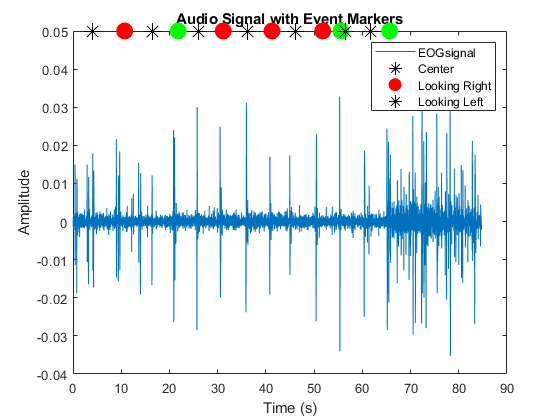 Audio Signal with Event Markers
0.05
0.04
0.03
0.02
0.01
0
-0.01
-0.02
-0.03
-0.04
Amplitude
EOGsignal
Center
Looking Right
Looking Left
0 10 20 30 40 50 60 70 80 90
Time (s)